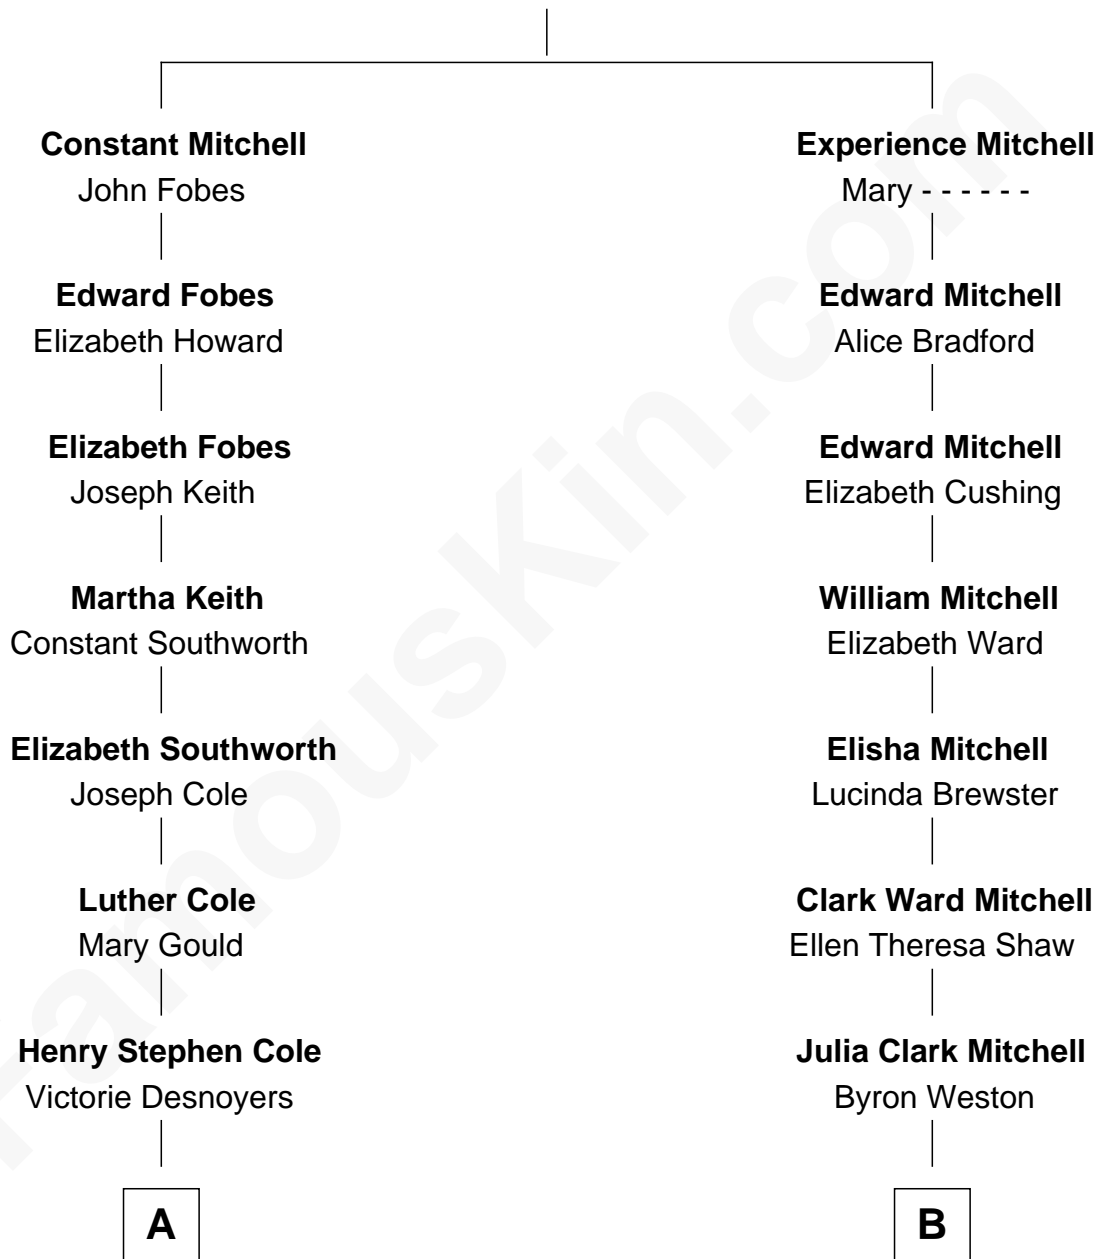 Constant Mitchell
John Fobes
Edward Fobes
Elizabeth Howard
Elizabeth Fobes
Joseph Keith
Martha Keith
Constant Southworth
Elizabeth Southworth
Joseph Cole
Luther Cole
Mary Gould
Henry Stephen Cole
Victorie Desnoyers
A
Experience Mitchell
Mary - - - - - -
Edward Mitchell
Alice Bradford
Edward Mitchell
Elizabeth Cushing
William Mitchell
Elizabeth Ward
Elisha Mitchell
Lucinda Brewster
Clark Ward Mitchell
Ellen Theresa Shaw
Julia Clark Mitchell
Byron Weston
B
FamousKin.com